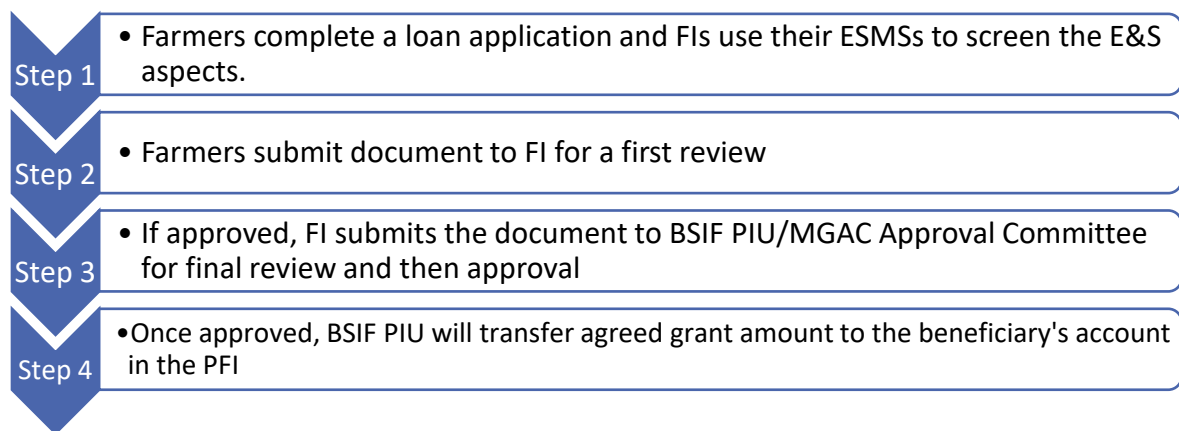 Step 1
• Farmers complete a loan application and FIs use their ESMSs to screen the E&S
aspects.
Step 2
• Farmers submit document to FI for a first review
Step 3
• If approved, FI submits the document to BSIF PIU/MGAC Approval Committee
for final review and then approval
Step 4
•Once approved, BSIF PIU will transfer agreed grant amount to the beneficiary's account
in the PFI